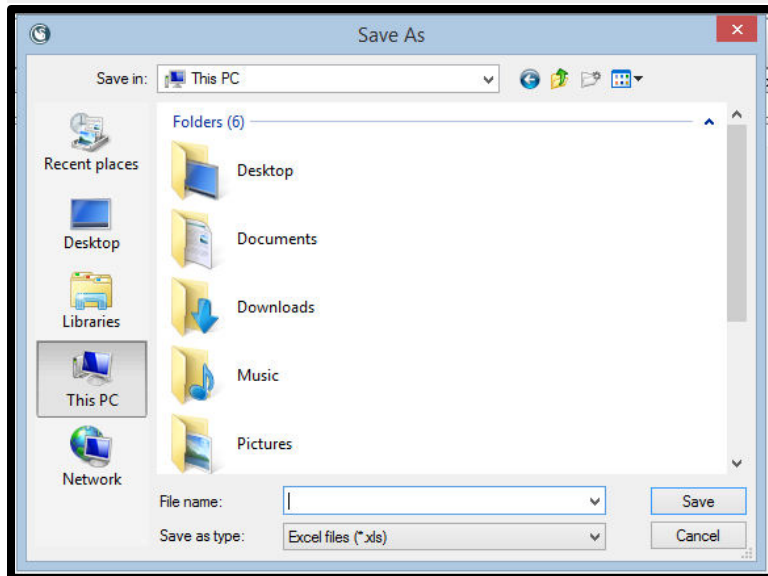 Save As
Save in: This PC
Folders (6)
Recent places
Desktop
Desktop
Documents
Libraries
Downloads
This PC
Music
Network
Pictures
File name:
Save
Save as type: Excel files (*.xls)
Cancel